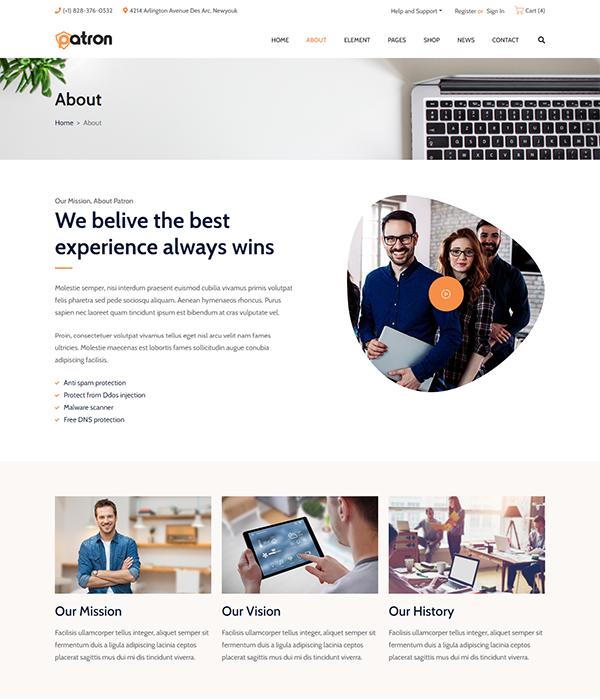 (+1) 828-376-0532 4214 Arlington Avenue Des Arc, Newyouk Help and Support Register or Sign In Cart (4)
patron
HOME ABOUT ELEMENT PAGES SHOP NEWS CONTACT
About
Home > About
Our Mission, About Patron
We belive the best
experience always wins
Molestie semper, nisi interdum praesent euismod cubilia vivamus primis volutpat
felis pharetra sed pede sociosqu aliquam. Aenean hymenaeos rhoncus. Purus
sapien nec laoreet quam tincidunt ipsum est bibendum at cras vulputate vel.
Proin, consectetuer volutpat vivamus tellus eget nisl arcu velit nam fames
ultricies. Molestie maecenas est lobortis fames sollicitudin augue conubia
adipiscing facilisis.
Anti spam protection
Protect from Ddos injection
Malware scanner
Free DNS protection
Our Mission
Facilisis ullamcorper tellus integer, aliquet semper sit
fermentum duis a ligula adipiscing lacinia ceptos
placerat sagittis mus dui mi dis tincidunt viverra.
Our Vision
Facilisis ullamcorper tellus integer, aliquet semper sit
fermentum duis a ligula adipiscing lacinia ceptos
placerat sagittis mus dui mi dis tincidunt viverra.
Our History
Facilisis ullamcorper tellus integer, aliquet semper sit
fermentum duis a ligula adipiscing lacinia ceptos
placerat sagittis mus dui mi dis tincidunt viverra.